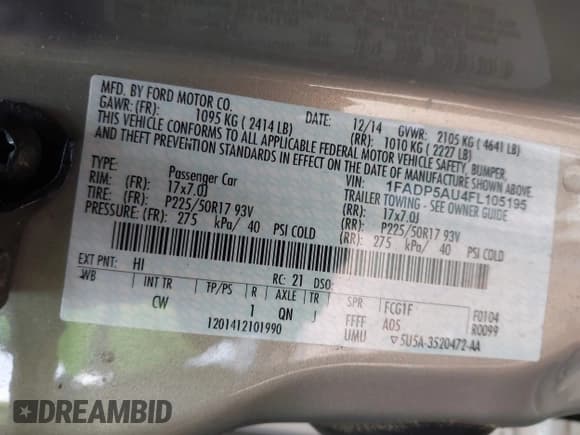 MFD. BY FORD MOTOR CO.
12/14 GVWR: 2105 KG ( 4641 LB)
GAWR: (FR): 1095 KG ( 2414 LB) (RR): 1010 KG ( 2227 LB)
THIS VEHICLE CONFORMS TO ALL APPLICABLE FEDERAL MOTOR VEHICLE SAFETY, BUMPER,
AND THEFT PREVENTION STANDARDS IN EFFECT ON THE DATE OF MANUFACTURE SHOWN ABOVE.
VIN: 1FADP5AU4FL105195
TYPE: Passenger Car TRAILER TOWING - SEE OWNER GUIDE
RIM: (FR): 17x7.0J (RR): 17x7.0J
TIRE: (FR): P225/50R17 93V (RR): P225/50R17 93V
PRESSURE: (FR): 275 kPa/ 40 PSI COLD (RR): 275 kPa/ 40 PSI COLD
EXT PNT: HI RC: 21 DSO:
WB INT TR TP/PS R AXLE TR SPR FCG1F F0104
CW 1 QN J FFFF AOS R0099
1201412101990 UMU ▽5U5A-3520472-AA
DREAMBID